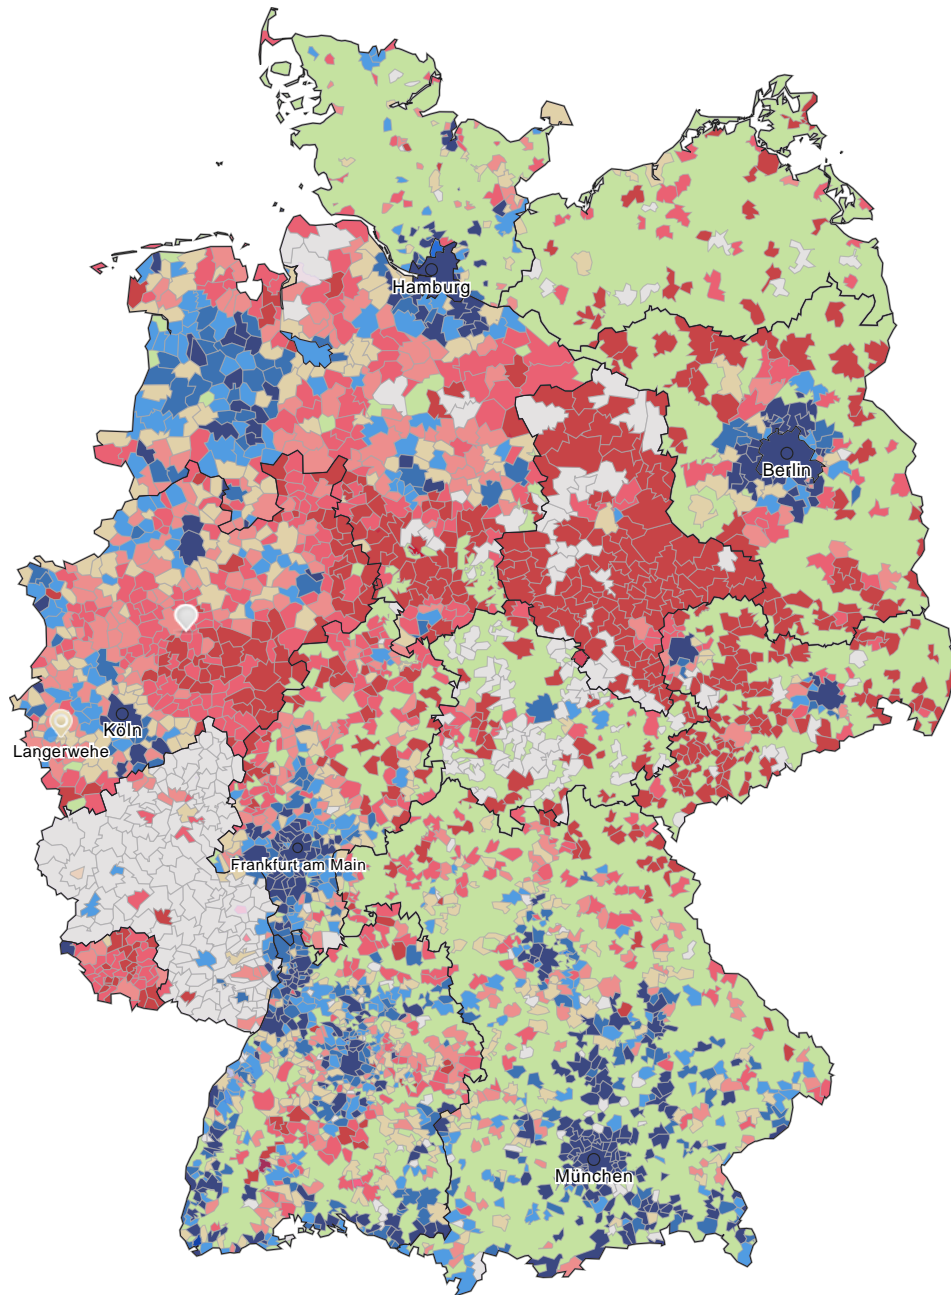 Hamburg
Berlin
Köln
Langerwehe
Frankfurt am Main
München